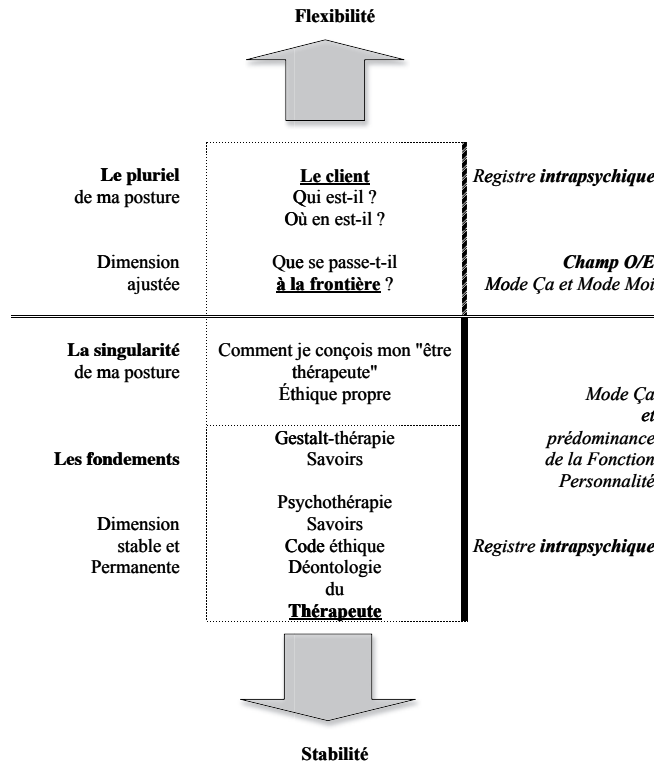 Flexibilité
Le pluriel
de ma posture
Le client
Qui est-il ?
Où en est-il ?
Registre intrapsychique
Dimension
ajustée
Que se passe-t-il
à la frontière ?
Champ O/E
Mode Ça et Mode Moi
La singularité
de ma posture
Comment je conçois mon "être
thérapeute"
Éthique propre
Mode Ça
et
prédominance
de la Fonction
Personnalité
Les fondements
Gestalt-thérapie
Savoirs
Dimension
stable et
Permanente
Psychothérapie
Savoirs
Code éthique
Déontologie
du
Thérapeute
Registre intrapsychique
Stabilité